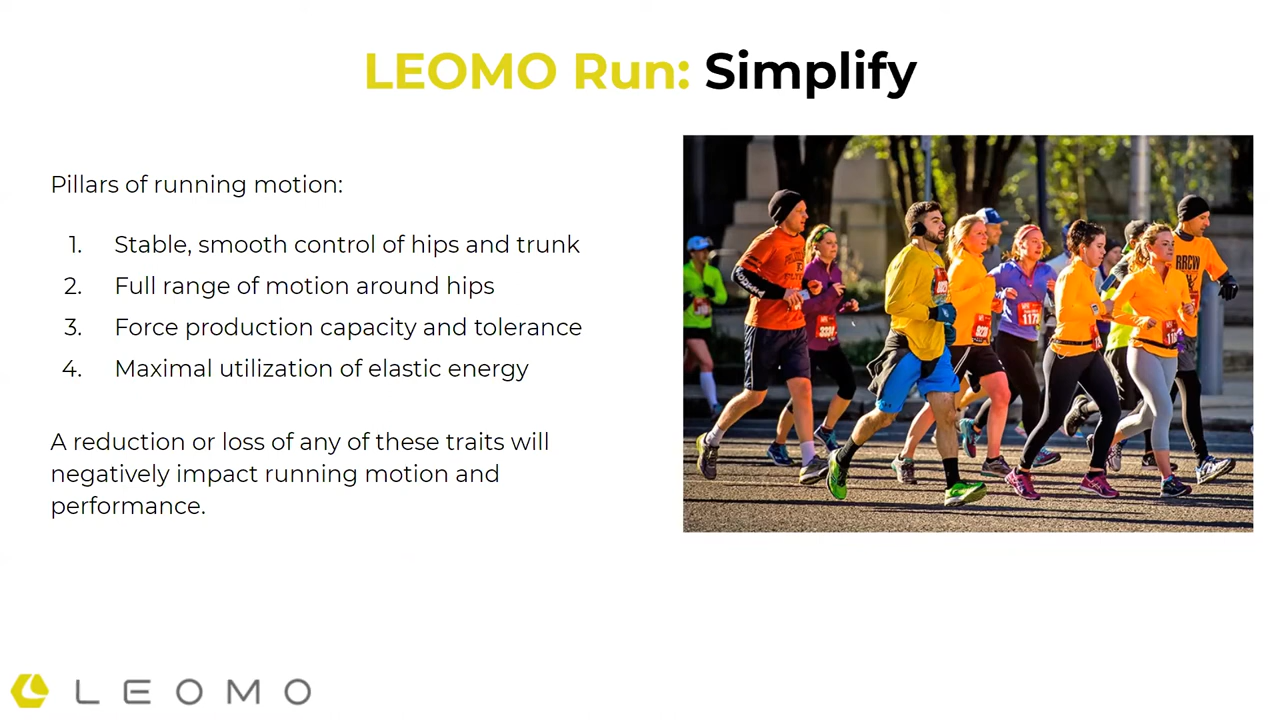 LEOMO Run: Simplify
Pillars of running motion:
1. Stable, smooth control of hips and trunk
2. Full range of motion around hips
3. Force production capacity and tolerance
4. Maximal utilization of elastic energy
A reduction or loss of any of these traits will
negatively impact running motion and
performance.
RRCW
1173
LEOMO